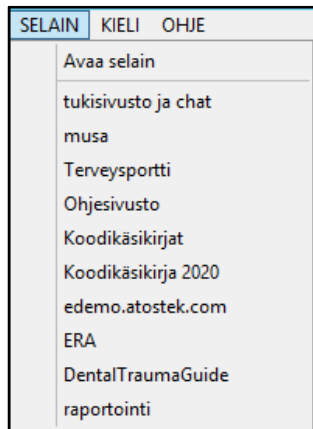 SELAIN KIELI OHJE
Avaa selain
tukisivusto ja chat
musa
Terveysportti
Ohjesivusto
Koodikäsikirjat
Koodikäsikirja 2020
edemo.atostek.com
ERA
DentalTraumaGuide
raportointi